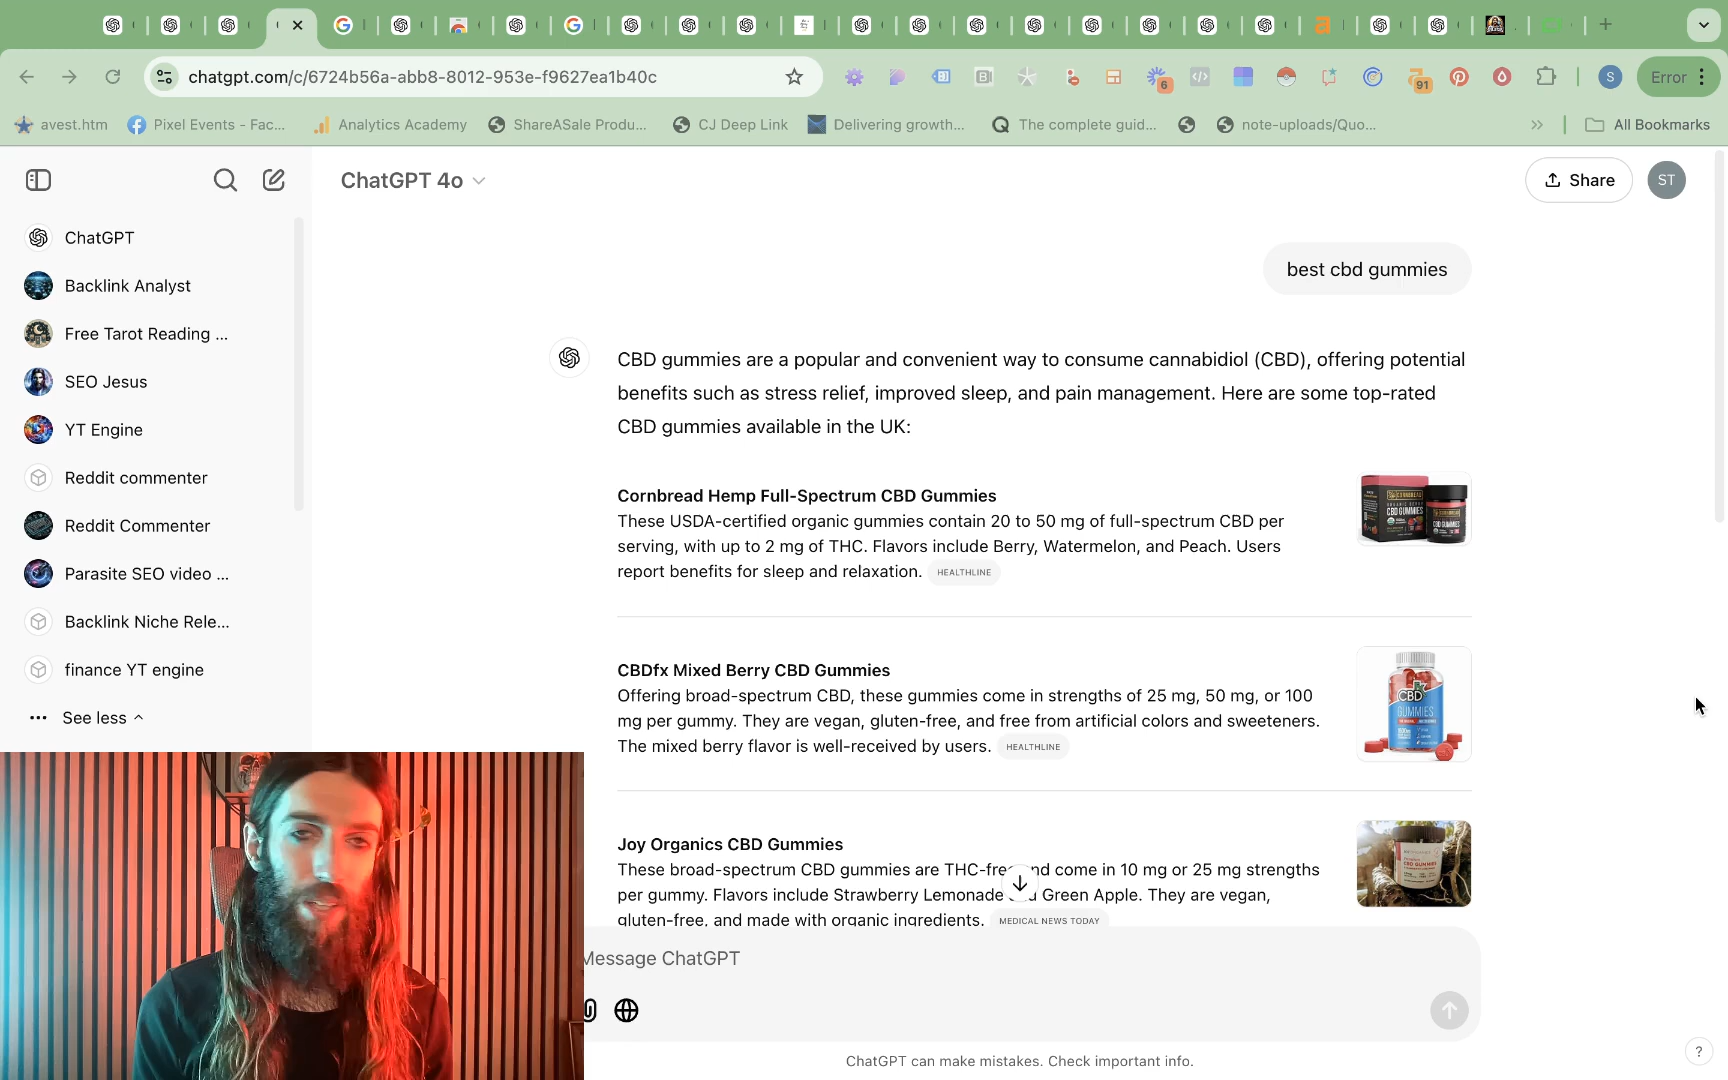 chatgpt.com/c/6724b56a-abb8-8012-953e-f9627ea1b40c
6
91
S
Error
avest.htm
Pixel Events - Fac...
Analytics Academy
ShareASale Produ...
CJ Deep Link
Delivering growth...
The complete guid...
note-uploads/Quo...
All Bookmarks
ChatGPT 4o
Share
ST
ChatGPT
Backlink Analyst
Free Tarot Reading ...
SEO Jesus
YT Engine
Reddit commenter
Reddit Commenter
Parasite SEO video ...
Backlink Niche Rele...
finance YT engine
See less
best cbd gummies
CBD gummies are a popular and convenient way to consume cannabidiol (CBD), offering potential
benefits such as stress relief, improved sleep, and pain management. Here are some top-rated
CBD gummies available in the UK:
Cornbread Hemp Full-Spectrum CBD Gummies
These USDA-certified organic gummies contain 20 to 50 mg of full-spectrum CBD per
serving, with up to 2 mg of THC. Flavors include Berry, Watermelon, and Peach. Users
report benefits for sleep and relaxation. HEALTHLINE
CORNBREAD
CBD GUMMIES
CBDfx Mixed Berry CBD Gummies
Offering broad-spectrum CBD, these gummies come in strengths of 25 mg, 50 mg, or 100
mg per gummy. They are vegan, gluten-free, and free from artificial colors and sweeteners.
The mixed berry flavor is well-received by users. HEALTHLINE
CBD
GUMMIES
Joy Organics CBD Gummies
These broad-spectrum CBD gummies are THC-free and come in 10 mg or 25 mg strengths
per gummy. Flavors include Strawberry Lemonade Green Apple. They are vegan,
gluten-free, and made with organic ingredients. MEDICAL NEWS TODAY
CBD GUMMIES
Message ChatGPT
ChatGPT can make mistakes. Check important info.
?